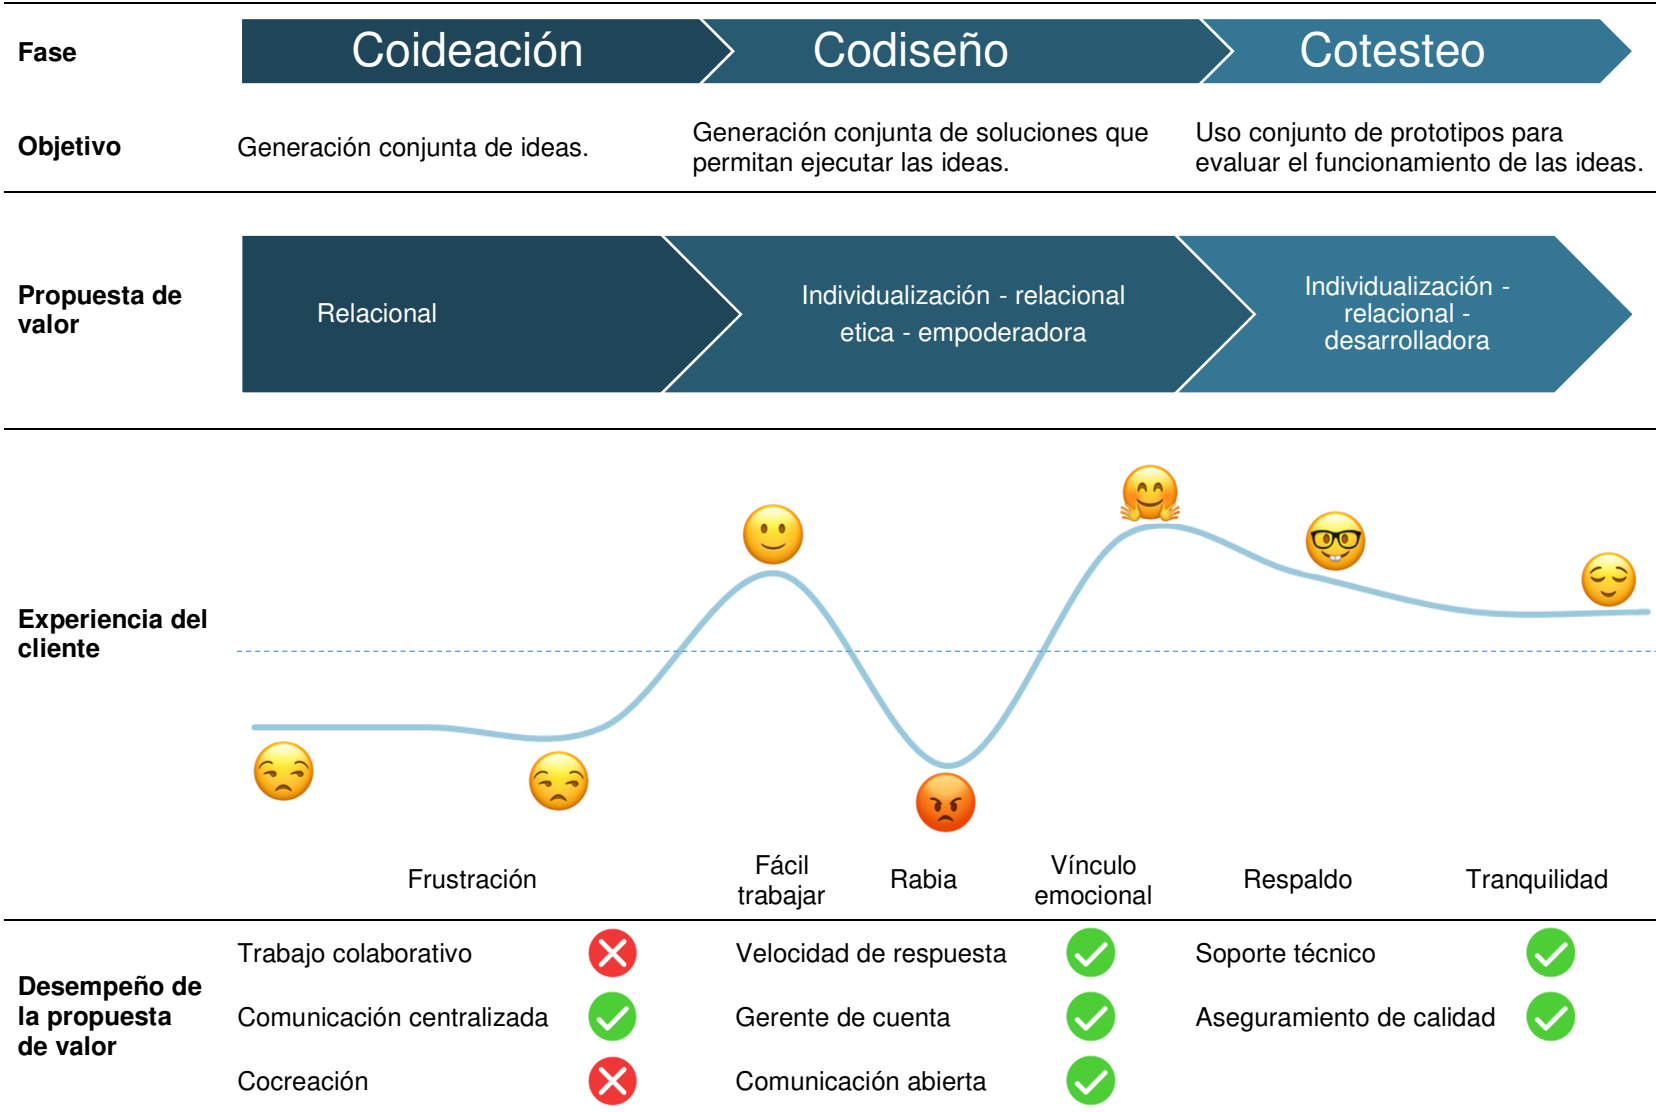 Fase
Coideación
Codiseño
Cotesteo
Objetivo
Generación conjunta de ideas.
Generación conjunta de soluciones que
permitan ejecutar las ideas.
Uso conjunto de prototipos para
evaluar el funcionamiento de las ideas.
Propuesta de
valor
Relacional
Individualización - relacional
etica - empoderadora
Individualización -
relacional -
desarrolladora
Experiencia del
cliente
Frustración
Fácil
trabajar
Rabia
Vínculo
emocional
Respaldo
Tranquilidad
Desempeño de
la propuesta
de valor
Trabajo colaborativo
Comunicación centralizada
Cocreación
Velocidad de respuesta
Gerente de cuenta
Comunicación abierta
Soporte técnico
Aseguramiento de calidad